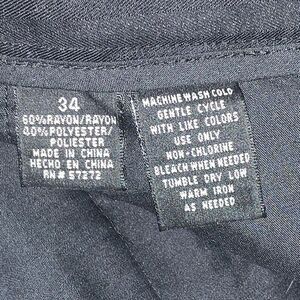 34
60%RAYON/RAYON
40%POLYESTER/
POLIESTER
MADE IN CHINA
HECHO EN CHINA
RN# 57272
MACHINE WASH COLD
GENTLE CYCLE
WITH LIKE COLORS
USE ONLY
NON-CHLORINE
BLEACH WHEN NEEDED
TUMBLE DRY LOW
WARM IRON
AS NEEDED